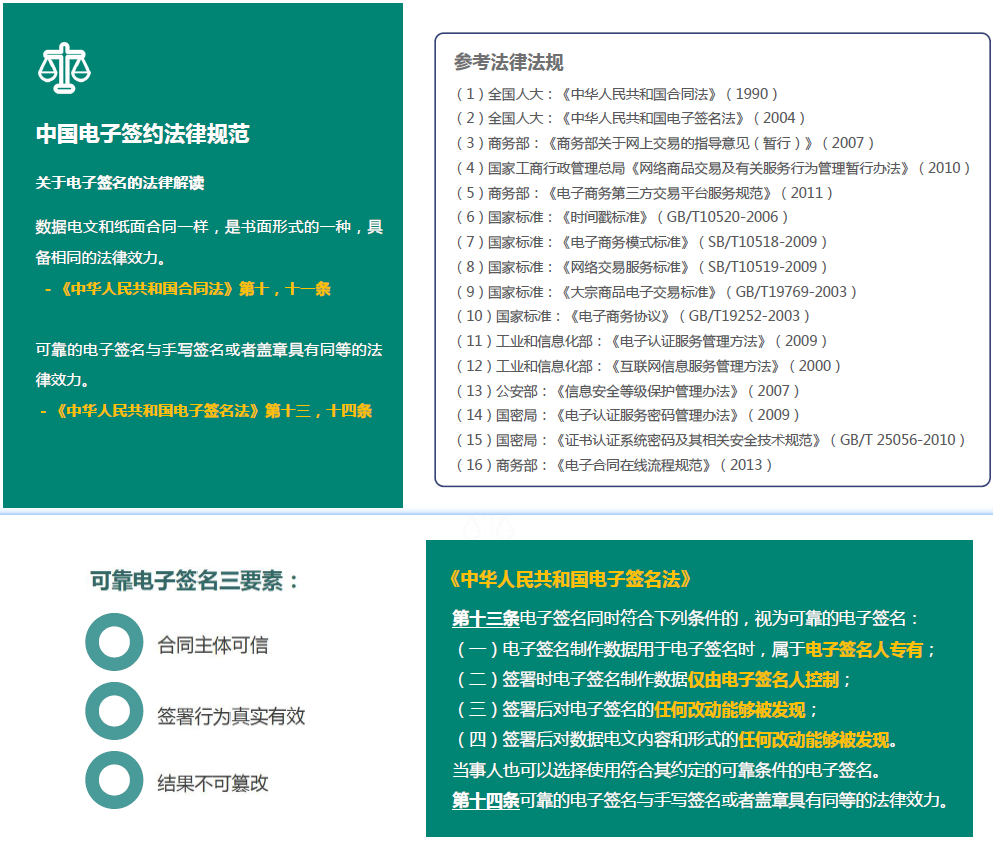 中国电子签约法律规范
关于电子签名的法律解读
数据电文和纸面合同一样，是书面形式的一种，具
备相同的法律效力。
- 《中华人民共和国合同法》第十，十一条
可靠的电子签名与手写签名或者盖章具有同等的法
律效力。
- 《中华人民共和国电子签名法》第十三，十四条
参考法律法规
（1）全国人大：《中华人民共和国合同法》（1990）
（2）全国人大：《中华人民共和国电子签名法》（2004）
（3）商务部：《商务部关于网上交易的指导意见（暂行）》（2007）
（4）国家工商行政管理总局《网络商品交易及有关服务行为管理暂行办法》（2010）
（5）商务部：《电子商务第三方交易平台服务规范》（2011）
（6）国家标准：《时间戳标准》（GB/T10520-2006）
（7）国家标准：《电子商务模式标准》（SB/T10518-2009）
（8）国家标准：《网络交易服务标准》（SB/T10519-2009）
（9）国家标准：《大宗商品电子交易标准》（GB/T19769-2003）
（10）国家标准：《电子商务协议》（GB/T19252-2003）
（11）工业和信息化部：《电子认证服务管理方法》（2009）
（12）工业和信息化部：《互联网信息服务管理方法》（2000）
（13）公安部：《信息安全等级保护管理办法》（2007）
（14）国密局：《电子认证服务密码管理办法》（2009）
（15）国密局：《证书认证系统密码及其相关安全技术规范》（GB/T 25056-2010）
（16）商务部：《电子合同在线流程规范》（2013）
可靠电子签名三要素：
合同主体可信
签署行为真实有效
结果不可篡改
《中华人民共和国电子签名法》
第十三条电子签名同时符合下列条件的，视为可靠的电子签名：
（一）电子签名制作数据用于电子签名时，属于电子签名人专有；
（二）签署时电子签名制作数据仅由电子签名人控制；
（三）签署后对电子签名的任何改动能够被发现；
（四）签署后对数据电文内容和形式的任何改动能够被发现。
当事人也可以选择使用符合其约定的可靠条件的电子签名。
第十四条可靠的电子签名与手写签名或者盖章具有同等的法律效力。